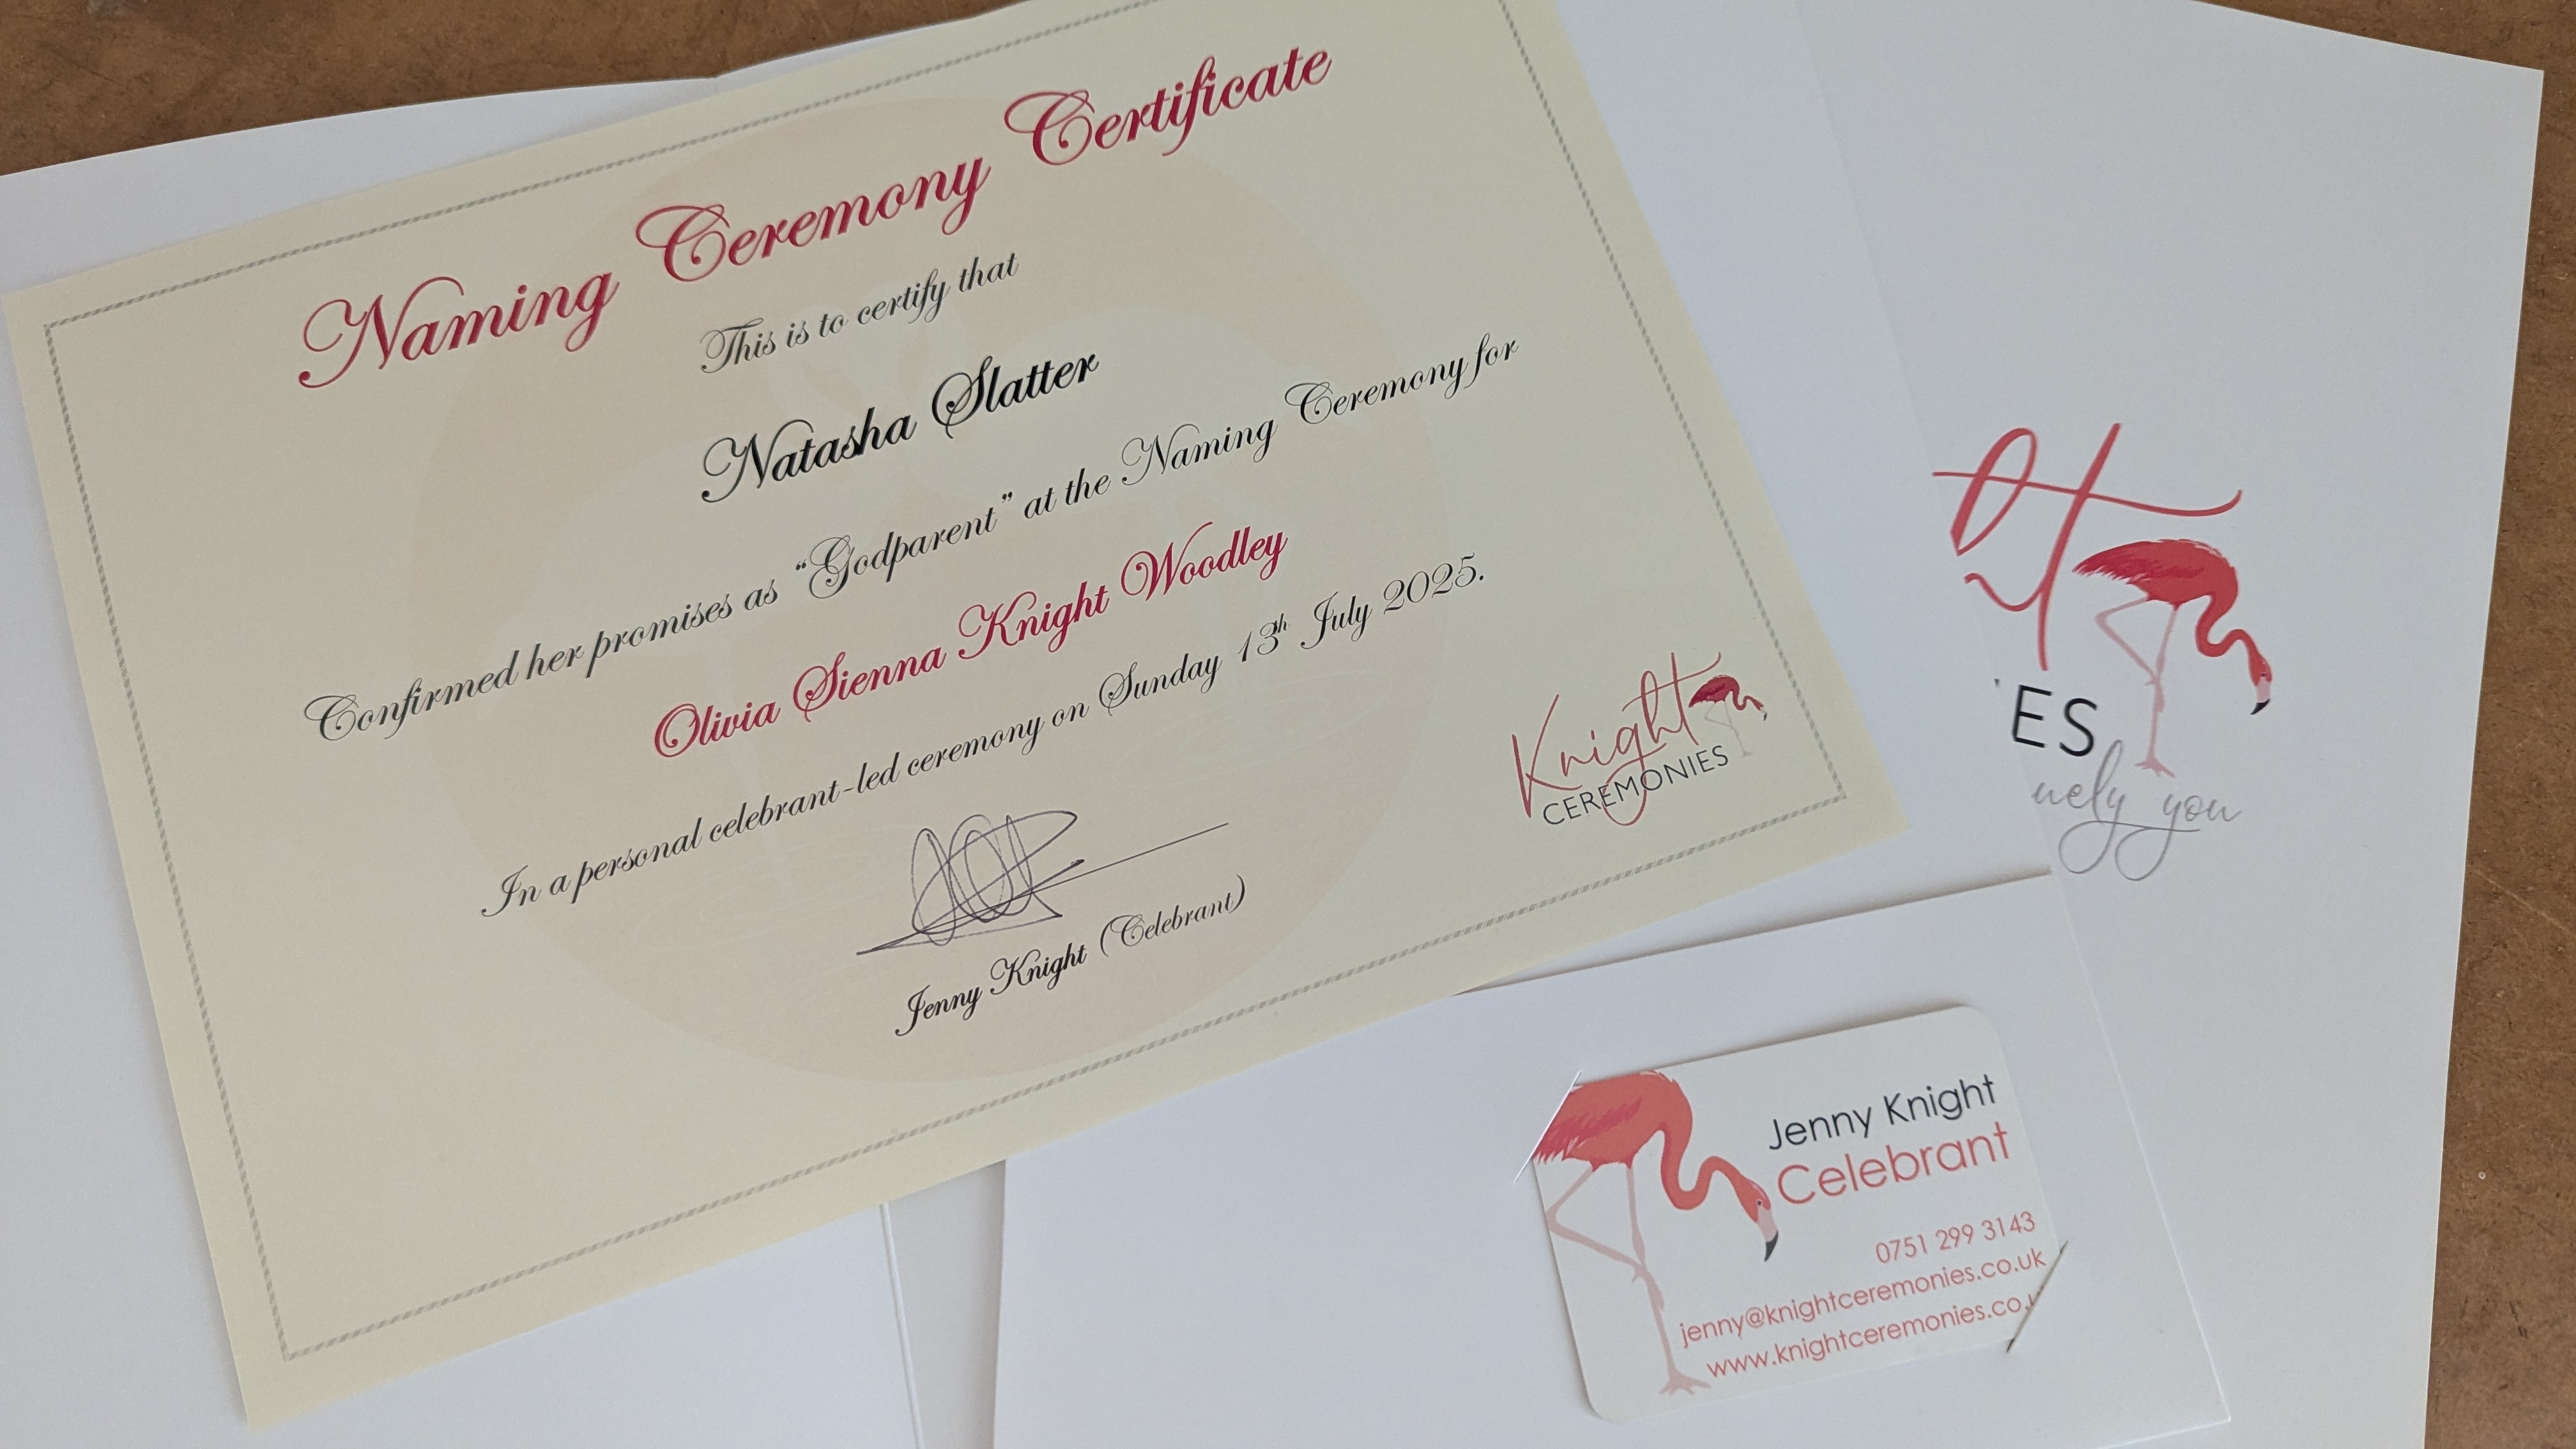 Naming Ceremony Certificate
This is to certify that
Natasha Slatter
Confirmed her promises as “Godparent” at the Naming Ceremony for
Olivia Sienna Knight Woodley
In a personal celebrant-led ceremony on Sunday 13th July 2025.
Jenny Knight (Celebrant)
Knight
CEREMONIES
ES
uely you
Jenny Knight
Celebrant
0751 299 3143
jenny@knightceremonies.co.uk
www.knightceremonies.co.u